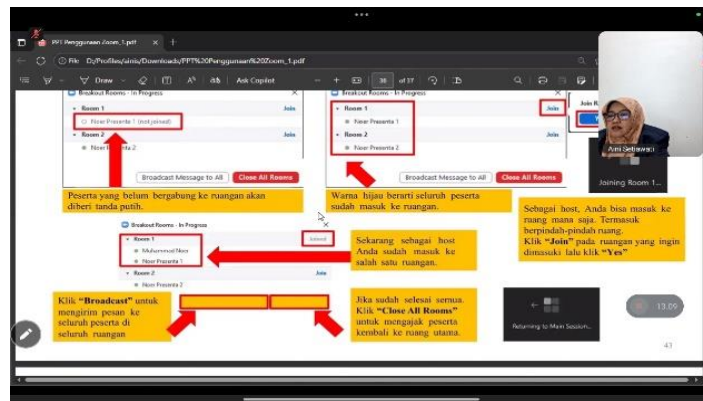 PPT Penggunaan Zoom_1.pdf
File
D:/Profiles/ainis/Downloads/PPT%20Penggunaan%20Zoom_1.pdf
Draw
Ask Copilot
36 of 37
Breakout Rooms - In Progress
Room 1 Join
Noer Presenta 1 (not joined)
Room 2 Join
Broadcast Message to All Close All Rooms
Peserta yang belum bergabung ke ruangan akan
diberi tanda putih.
Breakout Rooms - In Progress
Room 1 Join
Noer Presenta 1
Room 2 Join
Noer Presenta 2
Broadcast Message to All Close All Rooms
Warna hijau berarti seluruh peserta
sudah masuk ke ruangan.
Aini Setiawati
Joining Room 1...
Sebagai host, Anda bisa masuk ke
ruang mana saja. Termasuk
berpindah-pindah ruang.
Klik “Join” pada ruangan yang ingin
dimasuki lalu klik “Yes”
Breakout Rooms - In Progress
Room 1 Joined
Muhammad Noer
Noer Presenta 1
Room 2 Join
Noer Presenta 2
Sekarang sebagai host
Anda sudah masuk ke
salah satu ruangan.
Klik “Broadcast” untuk
mengirim pesan ke
seluruh peserta di
seluruh ruangan
Jika sudah selesai semua.
Klik “Close All Rooms”
untuk mengajak peserta
kembali ke ruang utama.
Returning to Main Session...
13.09
43